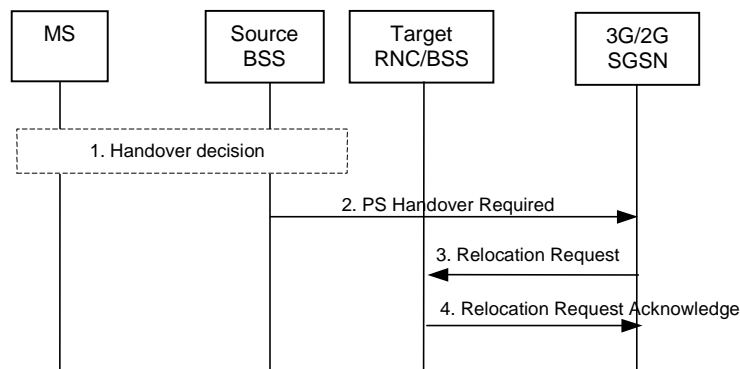 MS
Source
BSS
Target
RNC/BSS
3G/2G
SGSN
1. Handover decision
2. PS Handover Required
3. Relocation Request
4. Relocation Request Acknowledge